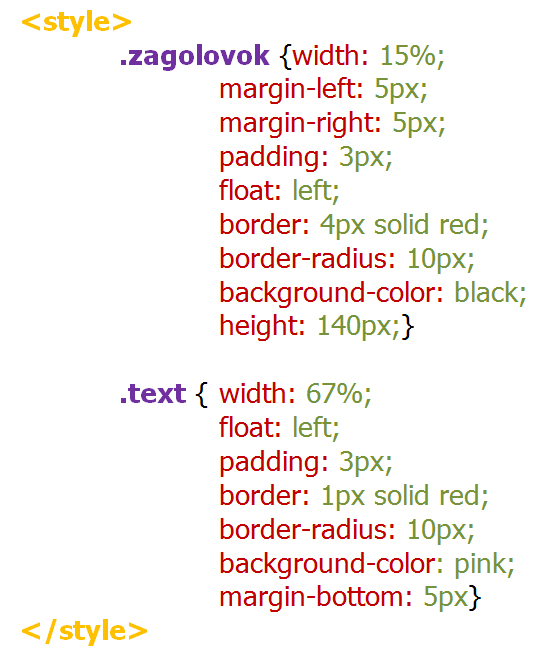 <style>
.zagolovok {width: 15%;
margin-left: 5px;
margin-right: 5px;
padding: 3px;
float: left;
border: 4px solid red;
border-radius: 10px;
background-color: black;
height: 140px;}
.text { width: 67%;
float: left;
padding: 3px;
border: 1px solid red;
border-radius: 10px;
background-color: pink;
margin-bottom: 5px}
</style>